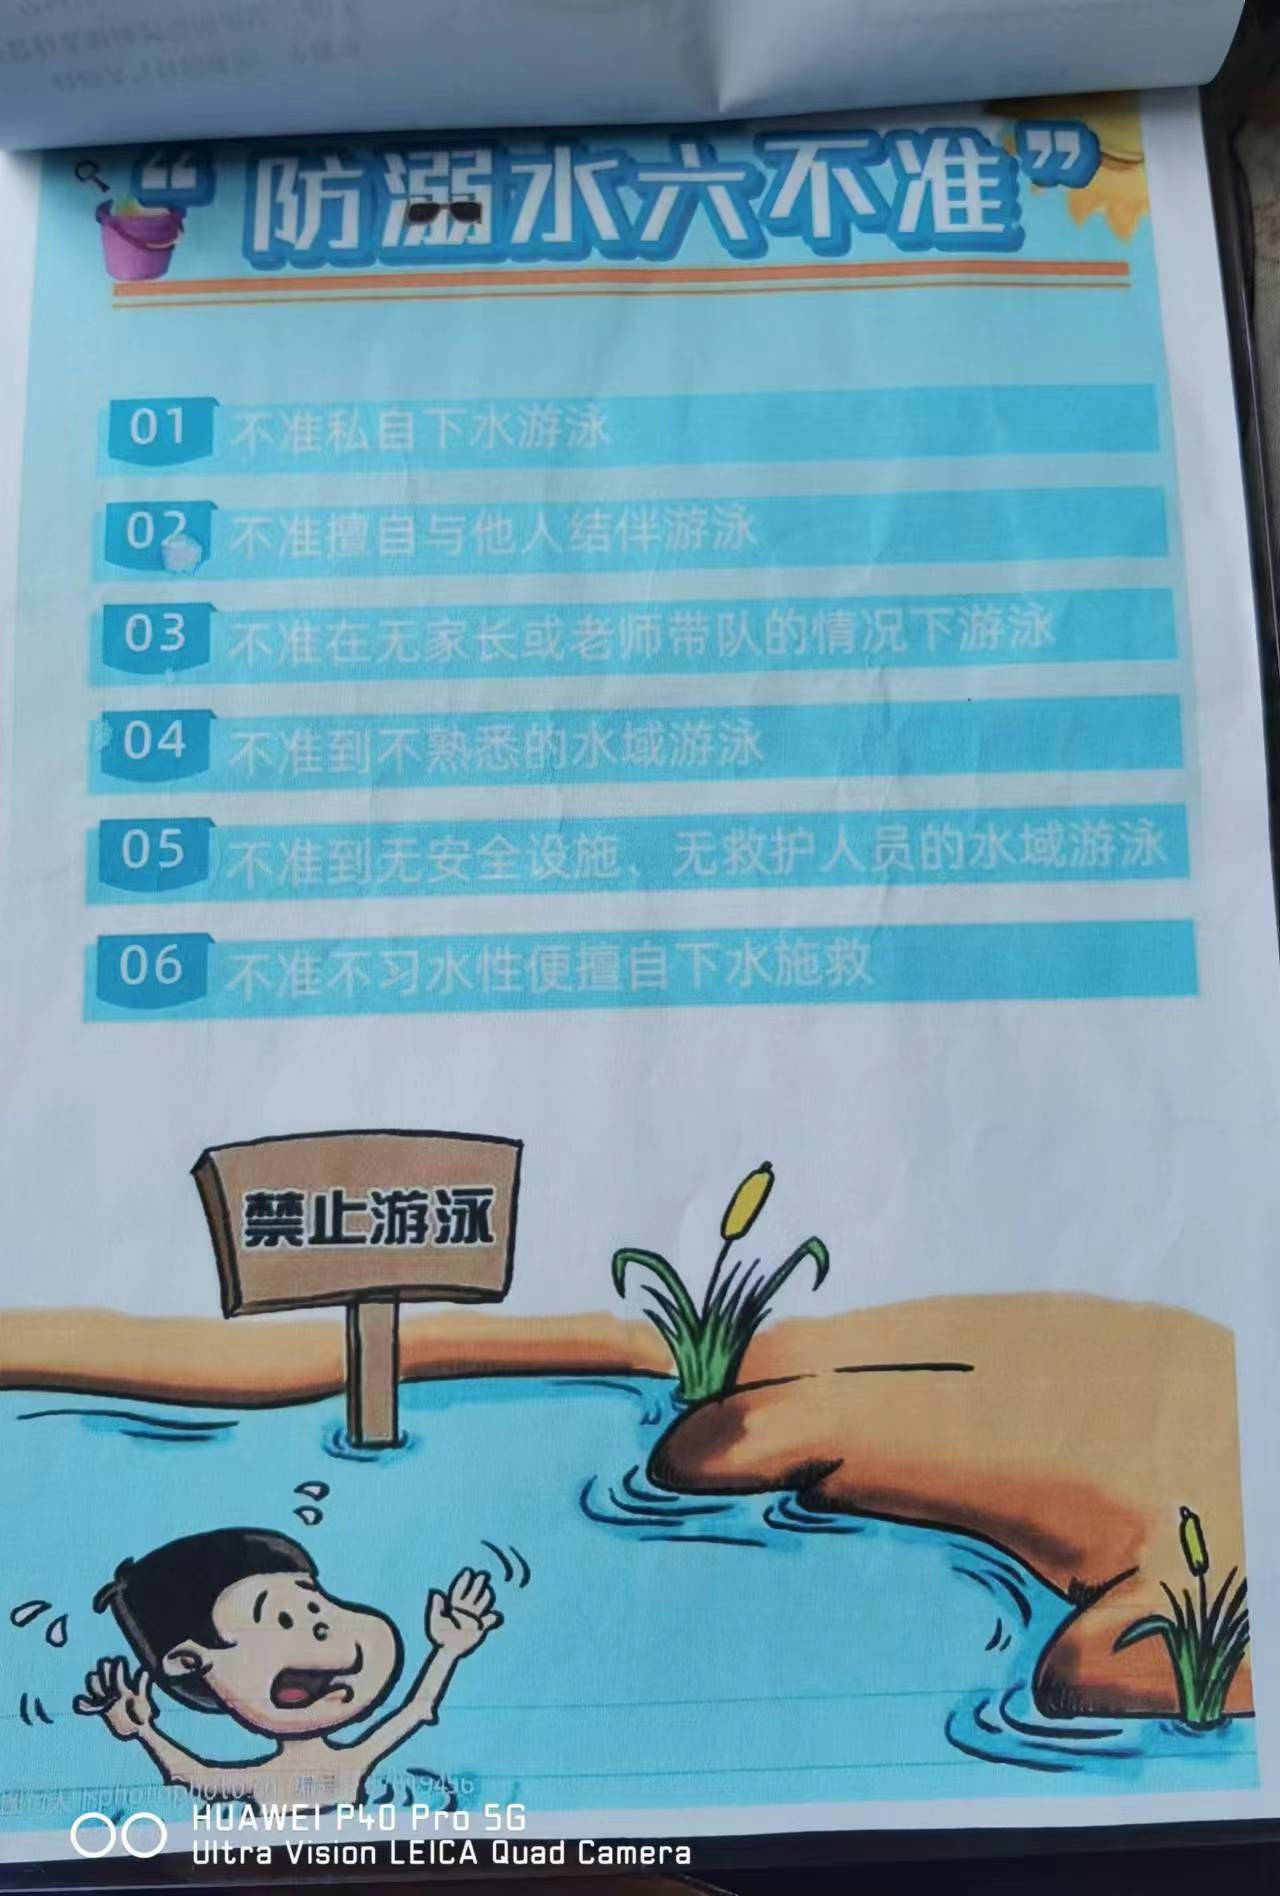 “防溺水六不准”
01 不准私自下水游泳
02 不准擅自与他人结伴游泳
03 不准在无家长或老师带队的情况下游泳
04 不准到不熟悉的水域游泳
05 不准到无安全设施、无救护人员的水域游泳
06 不准不习水性便擅自下水施救
禁止游泳
HUAWEI P40 Pro 5G
Ultra Vision LEICA Quad Camera